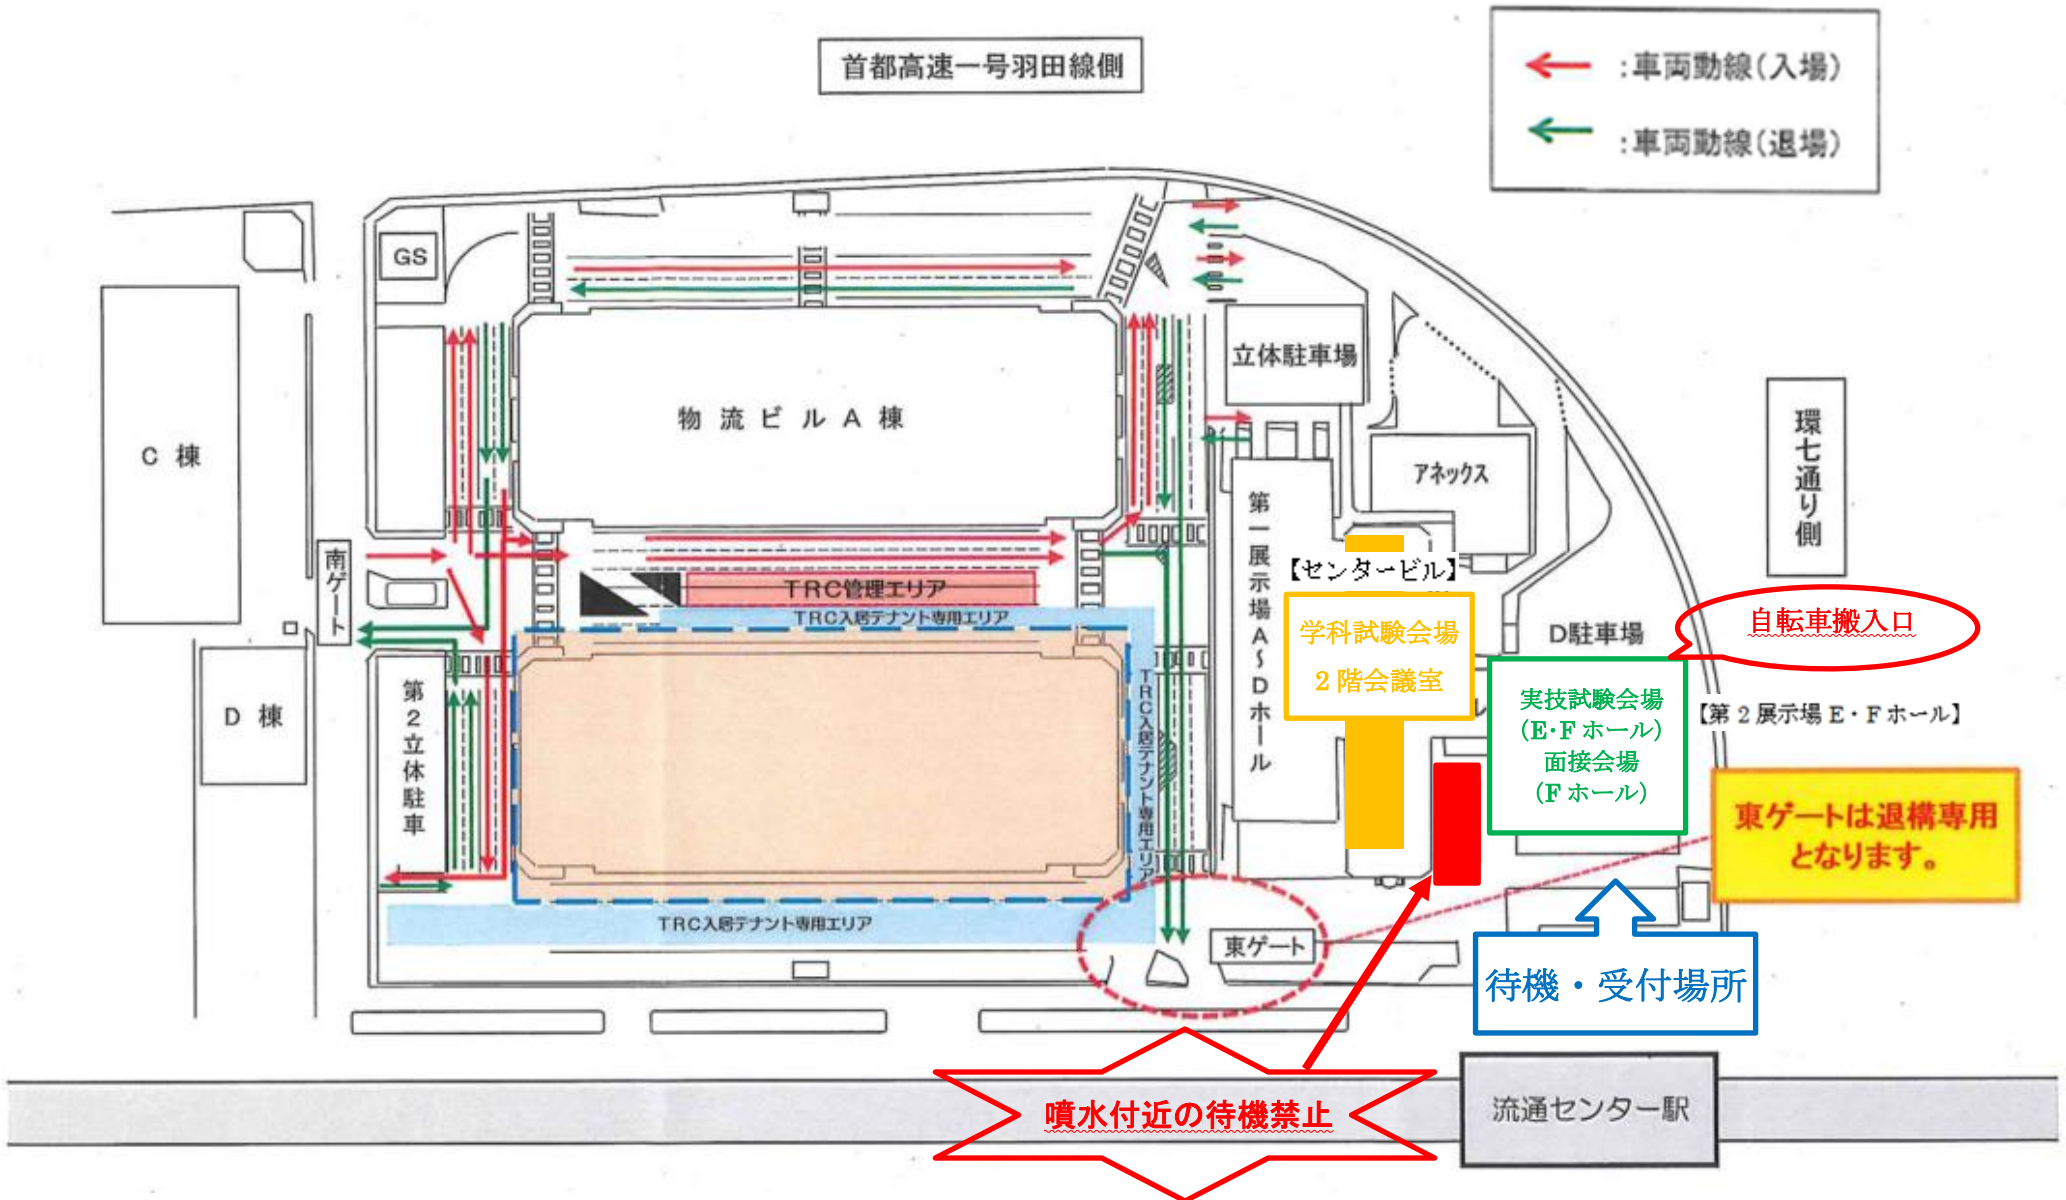 首都高速一号羽田線側
:車両動線(入場)
:車両動線(退場)
GS
立体駐車場
物流ビルA棟
C 棟
アネックス
環七通り側
第一展示場A~Dホール
南ゲート
【センタービル】
TRC管理エリア
TRC入居テナント専用エリア
自転車搬入口
学科試験会場
2階会議室
D駐車場
TRC入居テナント専用エリア
第2立体駐車
D 棟
ル
実技試験会場
(E・Fホール)
面接会場
(Fホール)
【第2展示場E・Fホール】
東ゲートは退構専用
となります。
TRC入居テナント専用エリア
東ゲート
待機・受付場所
噴水付近の待機禁止
流通センター駅